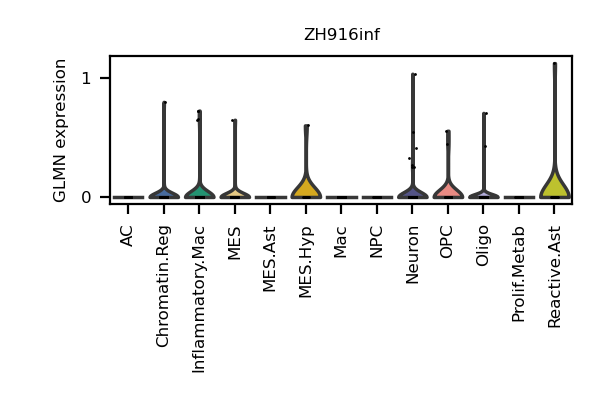 ZH916inf
GLMN expression
1
0
AC
Chromatin.Reg
Inflammatory.Mac
MES
MES.Ast
MES.Hyp
Mac
NPC
Neuron
OPC
Oligo
Prolif.Metab
Reactive.Ast